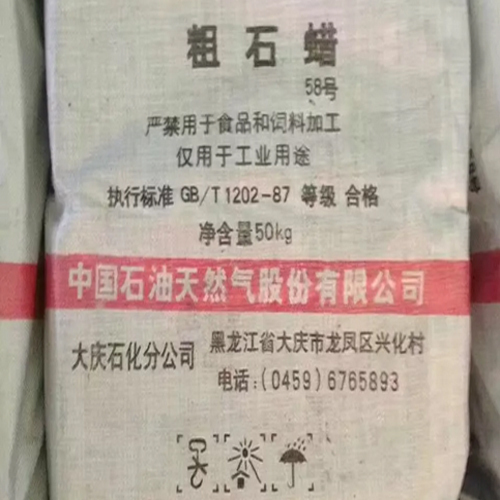 粗石蜡
58号
严禁用于食品和饲料加工
仅用于工业用途
执行标准 GB/T1202-87 等级 合格
净含量50kg
中国石油天然气股份有限公司
大庆石化分公司
黑龙江省大庆市龙凤区兴化村
电话:(0459)6765893